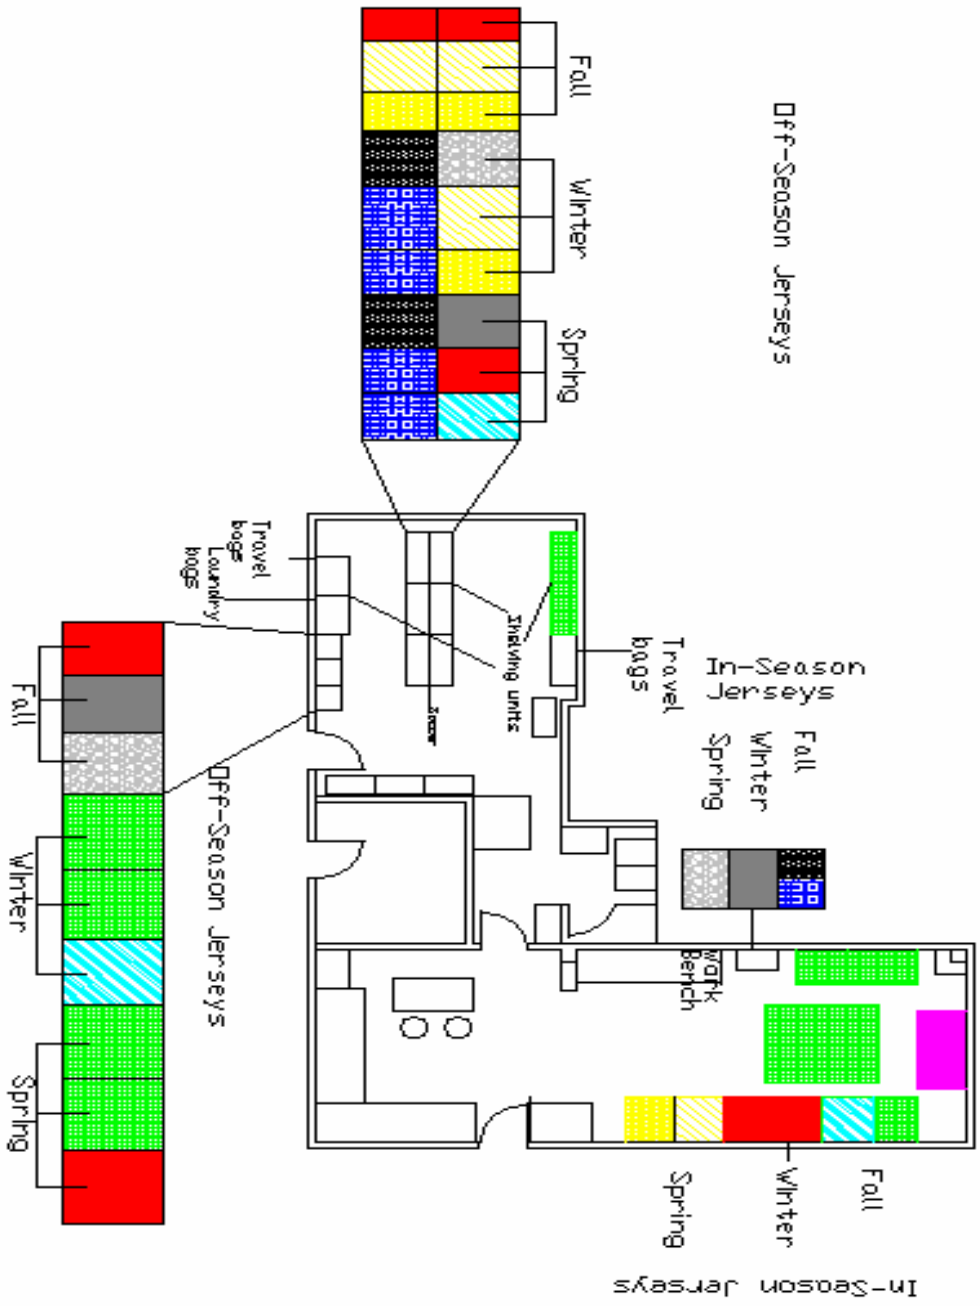 Off-Season Jerseys
Fall
Winter
Spring
Travel
bags
Laundry
bags
Shelving units
Travel
bags
In-Season
Jerseys
Fall
Winter
Spring
Off-Season Jerseys
Fall
Winter
Spring
Work
Bench
Fall
Winter
Spring
In-Season Jerseys